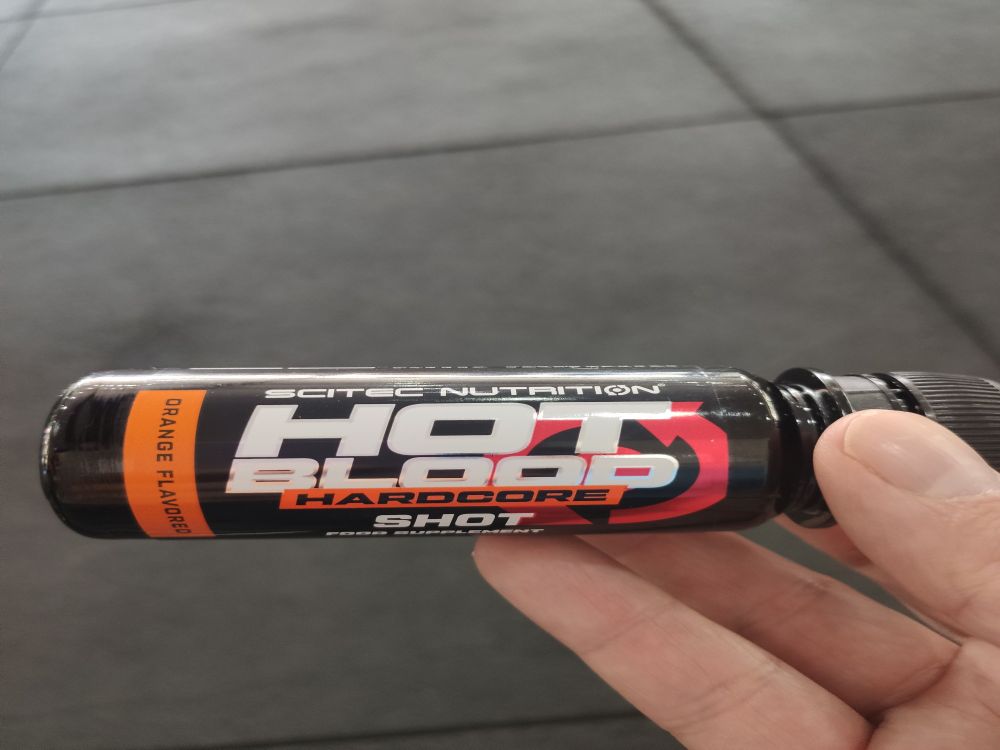 SCITEC NUTRITION®
HOT
BLOOD
HARDCORE
SHOT
FOOD SUPPLEMENT
ORANGE FLAVORED